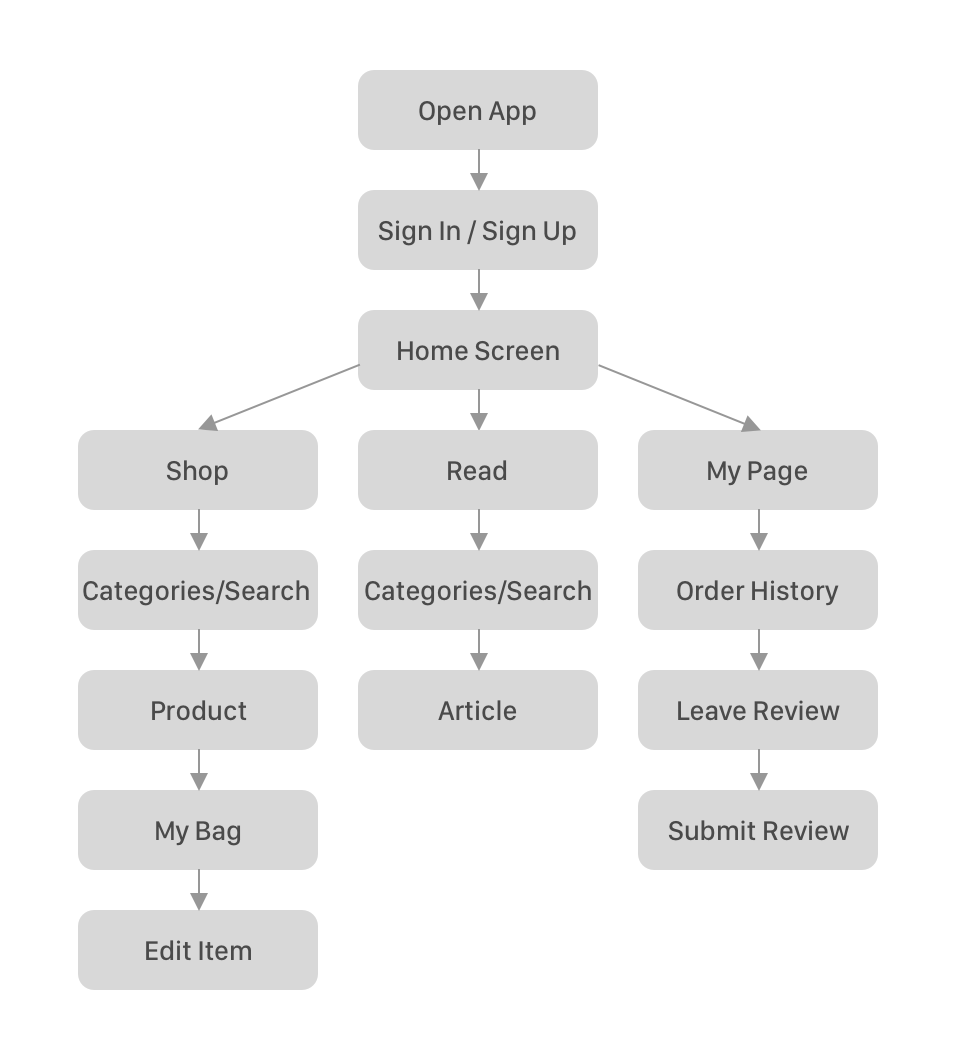 Open App
Sign In / Sign Up
Home Screen
Shop
Read
My Page
Categories/Search
Categories/Search
Order History
Product
Article
Leave Review
My Bag
Submit Review
Edit Item